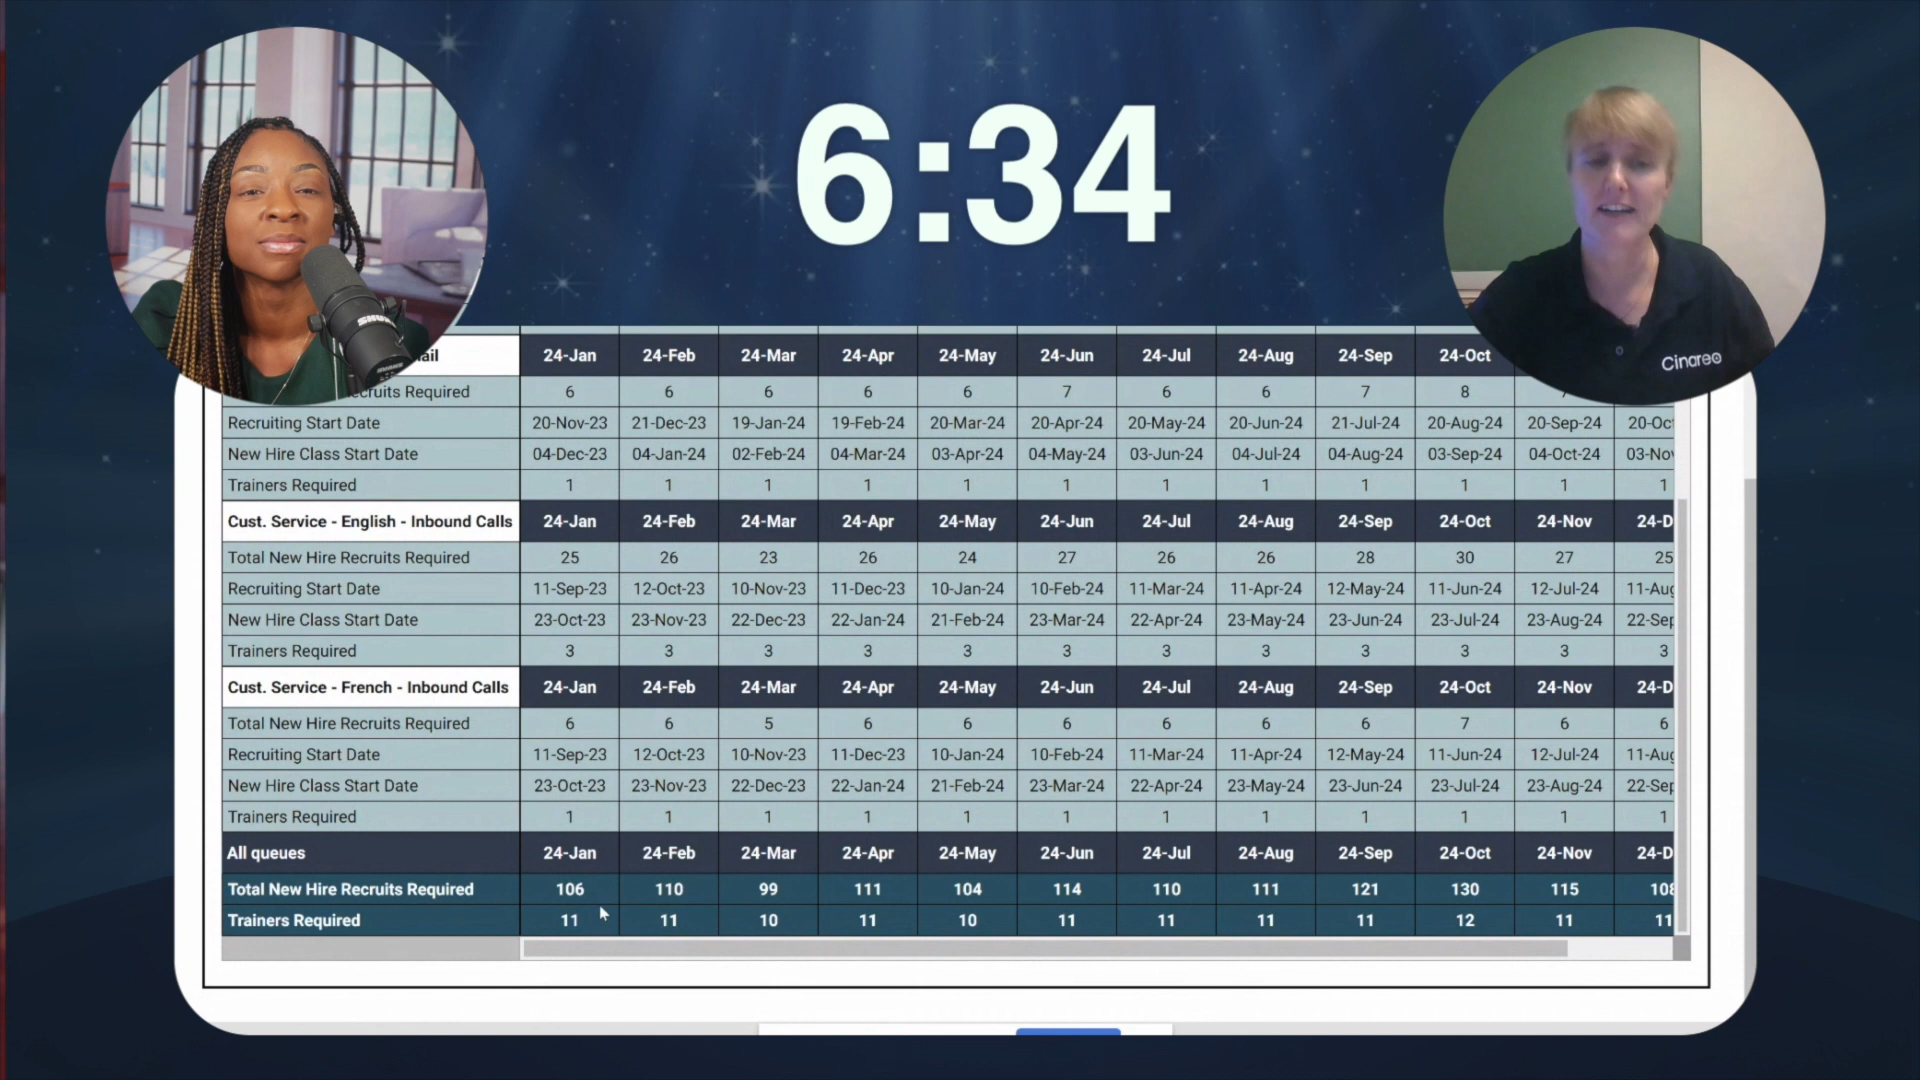 6:34
SHURE
Cinareo
ail 24-Jan 24-Feb 24-Mar 24-Apr 24-May 24-Jun 24-Jul 24-Aug 24-Sep 24-Oct
ecruits Required 6 6 6 6 6 7 6 6 7 8
Recruiting Start Date 20-Nov-23 21-Dec-23 19-Jan-24 19-Feb-24 20-Mar-24 20-Apr-24 20-May-24 20-Jun-24 21-Jul-24 20-Aug-24 20-Sep-24 20-Oc
New Hire Class Start Date 04-Dec-23 04-Jan-24 02-Feb-24 04-Mar-24 03-Apr-24 04-May-24 03-Jun-24 04-Jul-24 04-Aug-24 03-Sep-24 04-Oct-24 03-Nov
Trainers Required 1 1 1 1 1 1 1 1 1 1 1 1
Cust. Service - English - Inbound Calls 24-Jan 24-Feb 24-Mar 24-Apr 24-May 24-Jun 24-Jul 24-Aug 24-Sep 24-Oct 24-Nov 24-D
Total New Hire Recruits Required 25 26 23 26 24 27 26 26 28 30 27 25
Recruiting Start Date 11-Sep-23 12-Oct-23 10-Nov-23 11-Dec-23 10-Jan-24 10-Feb-24 11-Mar-24 11-Apr-24 12-May-24 11-Jun-24 12-Jul-24 11-Aug
New Hire Class Start Date 23-Oct-23 23-Nov-23 22-Dec-23 22-Jan-24 21-Feb-24 23-Mar-24 22-Apr-24 23-May-24 23-Jun-24 23-Jul-24 23-Aug-24 22-Sep
Trainers Required 3 3 3 3 3 3 3 3 3 3 3 3
Cust. Service - French - Inbound Calls 24-Jan 24-Feb 24-Mar 24-Apr 24-May 24-Jun 24-Jul 24-Aug 24-Sep 24-Oct 24-Nov 24-D
Total New Hire Recruits Required 6 6 5 6 6 6 6 6 6 7 6 6
Recruiting Start Date 11-Sep-23 12-Oct-23 10-Nov-23 11-Dec-23 10-Jan-24 10-Feb-24 11-Mar-24 11-Apr-24 12-May-24 11-Jun-24 12-Jul-24 11-Aug
New Hire Class Start Date 23-Oct-23 23-Nov-23 22-Dec-23 22-Jan-24 21-Feb-24 23-Mar-24 22-Apr-24 23-May-24 23-Jun-24 23-Jul-24 23-Aug-24 22-Sep
Trainers Required 1 1 1 1 1 1 1 1 1 1 1 1
All queues 24-Jan 24-Feb 24-Mar 24-Apr 24-May 24-Jun 24-Jul 24-Aug 24-Sep 24-Oct 24-Nov 24-D
Total New Hire Recruits Required 106 110 99 111 104 114 110 111 121 130 115 108
Trainers Required 11 11 10 11 10 11 11 11 11 12 11 11